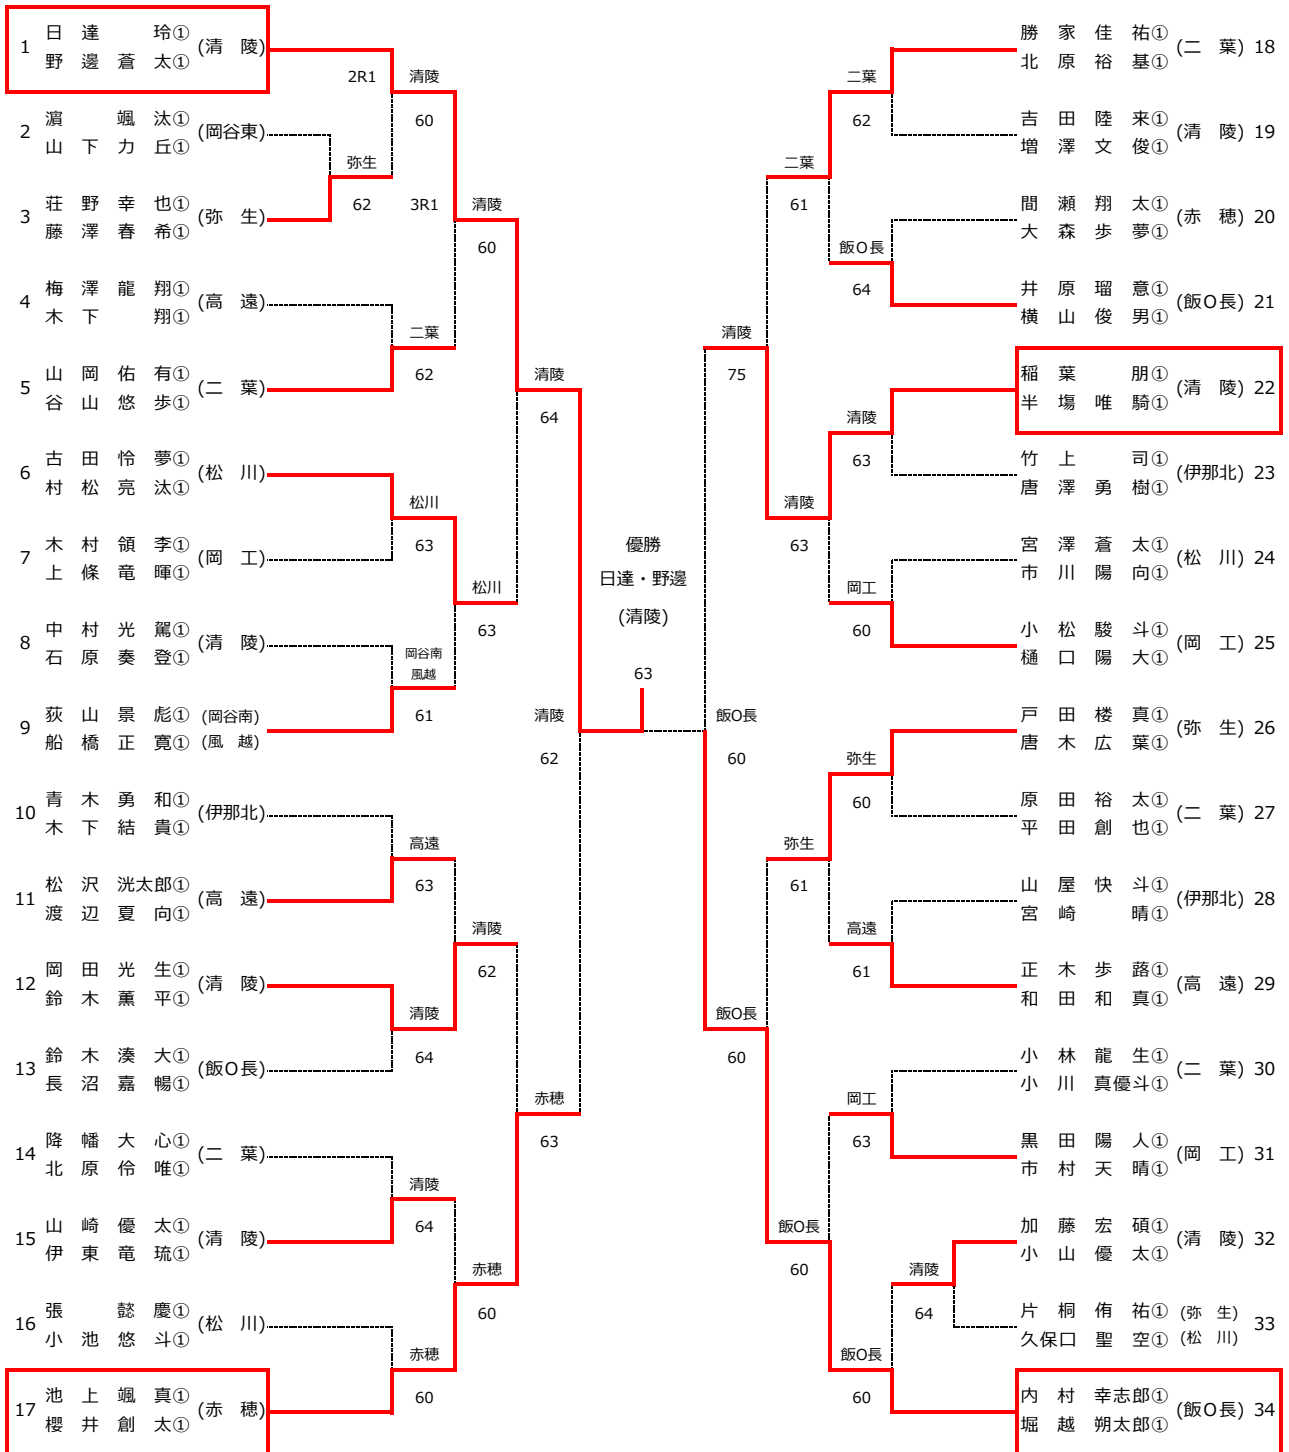 1 日達 玲① (清 陵)
野邊蒼太①
2 濵 颯汰① (岡谷東)
山下力丘①
3 荘野幸也① (弥 生)
藤澤春希①
4 梅澤龍翔① (高 遠)
木下 翔①
5 山岡佑有① (二 葉)
谷山悠歩①
6 古田怜夢① (松 川)
村松亮汰①
7 木村領李① (岡 工)
上條竜暉①
8 中村光駕① (清 陵)
石原奏登①
9 荻山景彪① (岡谷南)
船橋正寛① (風 越)
10 青木勇和① (伊那北)
木下結貴①
11 松沢洸太郎① (高 遠)
渡辺夏向①
12 岡田光生① (清 陵)
鈴木薫平①
13 鈴木湊大① (飯O長)
長沼嘉暢①
14 降幡大心① (二 葉)
北原伶唯①
15 山崎優太① (清 陵)
伊東竜琉①
16 張 懿慶① (松 川)
小池悠斗①
17 池上颯真① (赤 穂)
櫻井創太①
2R1
清陵
60
弥生
62
3R1
清陵
60
二葉
62
清陵
64
松川
63
松川
63
岡谷南
風越
61
清陵
62
高遠
63
清陵
62
清陵
64
赤穂
63
清陵
64
赤穂
60
赤穂
60
優勝
日達・野邊
(清陵)
63
二葉
62
二葉
61
飯O長
64
清陵
75
清陵
63
清陵
63
岡工
60
飯O長
60
弥生
60
弥生
61
高遠
61
飯O長
60
岡工
63
飯O長
60
清陵
64
飯O長
60
勝家佳祐① (二 葉) 18
北原裕基①
吉田陸来① (清 陵) 19
増澤文俊①
間瀬翔太① (赤 穂) 20
大森歩夢①
井原瑠意① (飯O長) 21
横山俊男①
稲葉 朋① (清 陵) 22
半塲唯騎①
竹上 司① (伊那北) 23
唐澤勇樹①
宮澤蒼太① (松 川) 24
市川陽向①
小松駿斗① (岡 工) 25
樋口陽大①
戸田楼真① (弥 生) 26
唐木広葉①
原田裕太① (二 葉) 27
平田創也①
山屋快斗① (伊那北) 28
宮崎 晴①
正木歩蕗① (高 遠) 29
和田和真①
小林龍生① (二 葉) 30
小川真優斗①
黒田陽人① (岡 工) 31
市村天晴①
加藤宏碩① (清 陵) 32
小山優太①
片桐侑祐① (弥 生) 33
久保口聖空① (松 川)
内村幸志郎① (飯O長) 34
堀越朔太郎①